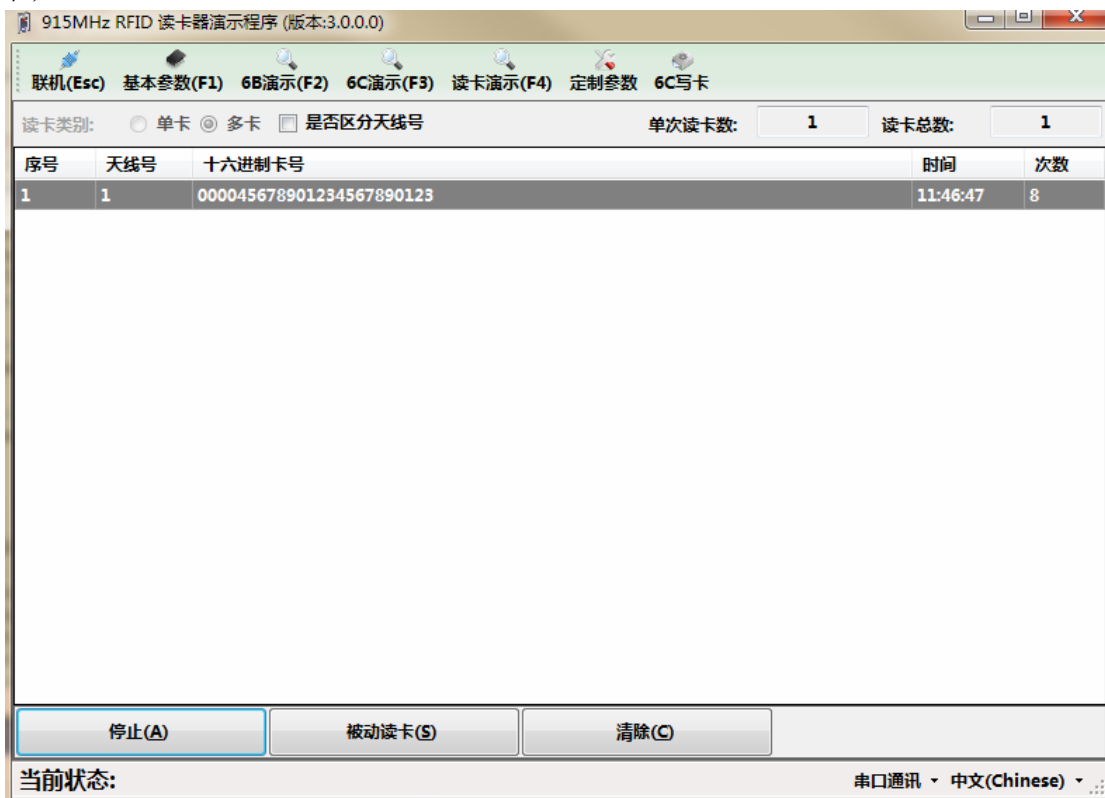 915MHz RFID 读卡器演示程序 (版本:3.0.0.0)
联机(Esc) 基本参数(F1) 6B演示(F2) 6C演示(F3) 读卡演示(F4) 定制参数 6C写卡
读卡类别: 单卡 多卡 是否区分天线号 单次读卡数: 1 读卡总数: 1
序号 天线号 十六进制卡号 时间 次数
1 1 000045678901234567890123 11:46:47 8
停止(A) 被动读卡(S) 清除(C)
当前状态: 串口通讯 中文(Chinese)